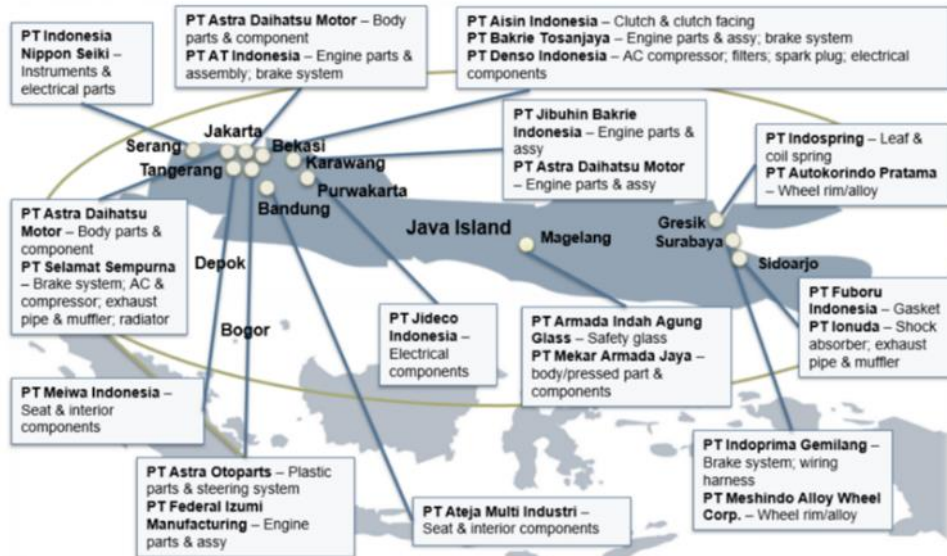 PT Indonesia
Nippon Seiki –
Instruments &
electrical parts
PT Astra Daihatsu Motor – Body
parts & component
PT AT Indonesia – Engine parts &
assembly; brake system
PT Aisin Indonesia – Clutch & clutch facing
PT Bakrie Tosanjaya – Engine parts & assy; brake system
PT Denso Indonesia – AC compressor; filters; spark plug; electrical
components
PT Jibuhin Bakrie
Indonesia – Engine parts &
assy
PT Astra Daihatsu Motor
– Engine parts & assy
PT Indospring – Leaf &
coil spring
PT Autokorindo Pratama
– Wheel rim/alloy
Jakarta
Serang
Bekasi
Tangerang
Karawang
Purwakarta
Bandung
Java Island
Magelang
Gresik
Surabaya
Sidoarjo
PT Astra Daihatsu
Motor – Body parts &
component
PT Selamat Sempurna
– Brake system; AC &
compressor; exhaust
pipe & muffler; radiator
Depok
Bogor
PT Jideco
Indonesia –
Electrical
components
PT Armada Indah Agung
Glass – Safety glass
PT Mekar Armada Jaya –
body/pressed part &
components
PT Fuboru
Indonesia – Gasket
PT Ionuda – Shock
absorber; exhaust
pipe & muffler
PT Meiwa Indonesia –
Seat & interior
components
PT Astra Otoparts – Plastic
parts & steering system
PT Federal Izumi
Manufacturing – Engine
parts & assy
PT Ateja Multi Industri –
Seat & interior components
PT Indoprima Gemilang –
Brake system; wiring
harness
PT Meshindo Alloy Wheel
Corp. – Wheel rim/alloy